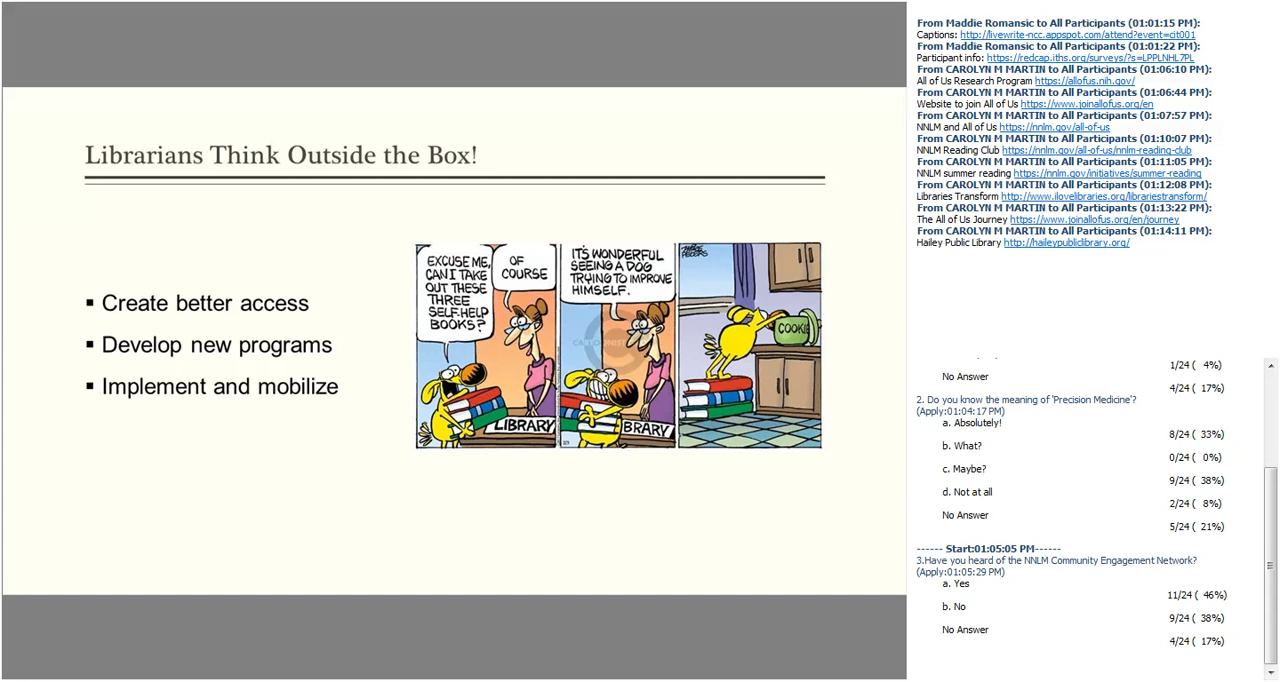 Librarians Think Outside the Box!
▪ Create better access
▪ Develop new programs
▪ Implement and mobilize
EXCUSE ME,
CAN I TAKE
OUT THESE
THREE
SELF-HELP
BOOKS?
OF
COURSE
LIBRARY
IT'S WONDERFUL
SEEING A DOG
TRYING TO IMPROVE
HIMSELF.
BRARY
COOKIE
From Maddie Romansic to All Participants (01:01:15 PM):
Captions: http://livewrite-ncc.appspot.com/attend?event=cit001
From Maddie Romansic to All Participants (01:01:22 PM):
Participant info: https://redcap.iths.org/surveys/?s=LPPLNHL7PL
From CAROLYN M MARTIN to All Participants (01:06:10 PM):
All of Us Research Program https://allofus.nih.gov/
From CAROLYN M MARTIN to All Participants (01:06:44 PM):
Website to join All of Us https://www.joinallofus.org/en
From CAROLYN M MARTIN to All Participants (01:07:57 PM):
NNLM and All of Us https://nnlm.gov/all-of-us
From CAROLYN M MARTIN to All Participants (01:10:07 PM):
NNLM Reading Club https://nnlm.gov/all-of-us/nnlm-reading-club
From CAROLYN M MARTIN to All Participants (01:11:05 PM):
NNLM summer reading https://nnlm.gov/initiatives/summer-reading
From CAROLYN M MARTIN to All Participants (01:12:08 PM):
Libraries Transform http://www.ilovelibraries.org/librariestransform/
From CAROLYN M MARTIN to All Participants (01:13:22 PM):
The All of Us Journey https://www.joinallofus.org/en/journey
From CAROLYN M MARTIN to All Participants (01:14:11 PM):
Hailey Public Library http://haileypubliclibrary.org/
1/24 ( 4%)
No Answer
4/24 ( 17%)
2. Do you know the meaning of 'Precision Medicine'?
(Apply:01:04:17 PM)
a. Absolutely!
8/24 ( 33%)
b. What?
0/24 ( 0%)
c. Maybe?
9/24 ( 38%)
d. Not at all
2/24 ( 8%)
No Answer
5/24 ( 21%)
------ Start:01:05:05 PM------
3.Have you heard of the NNLM Community Engagement Network?
(Apply:01:05:29 PM)
a. Yes
11/24 ( 46%)
b. No
9/24 ( 38%)
No Answer
4/24 ( 17%)